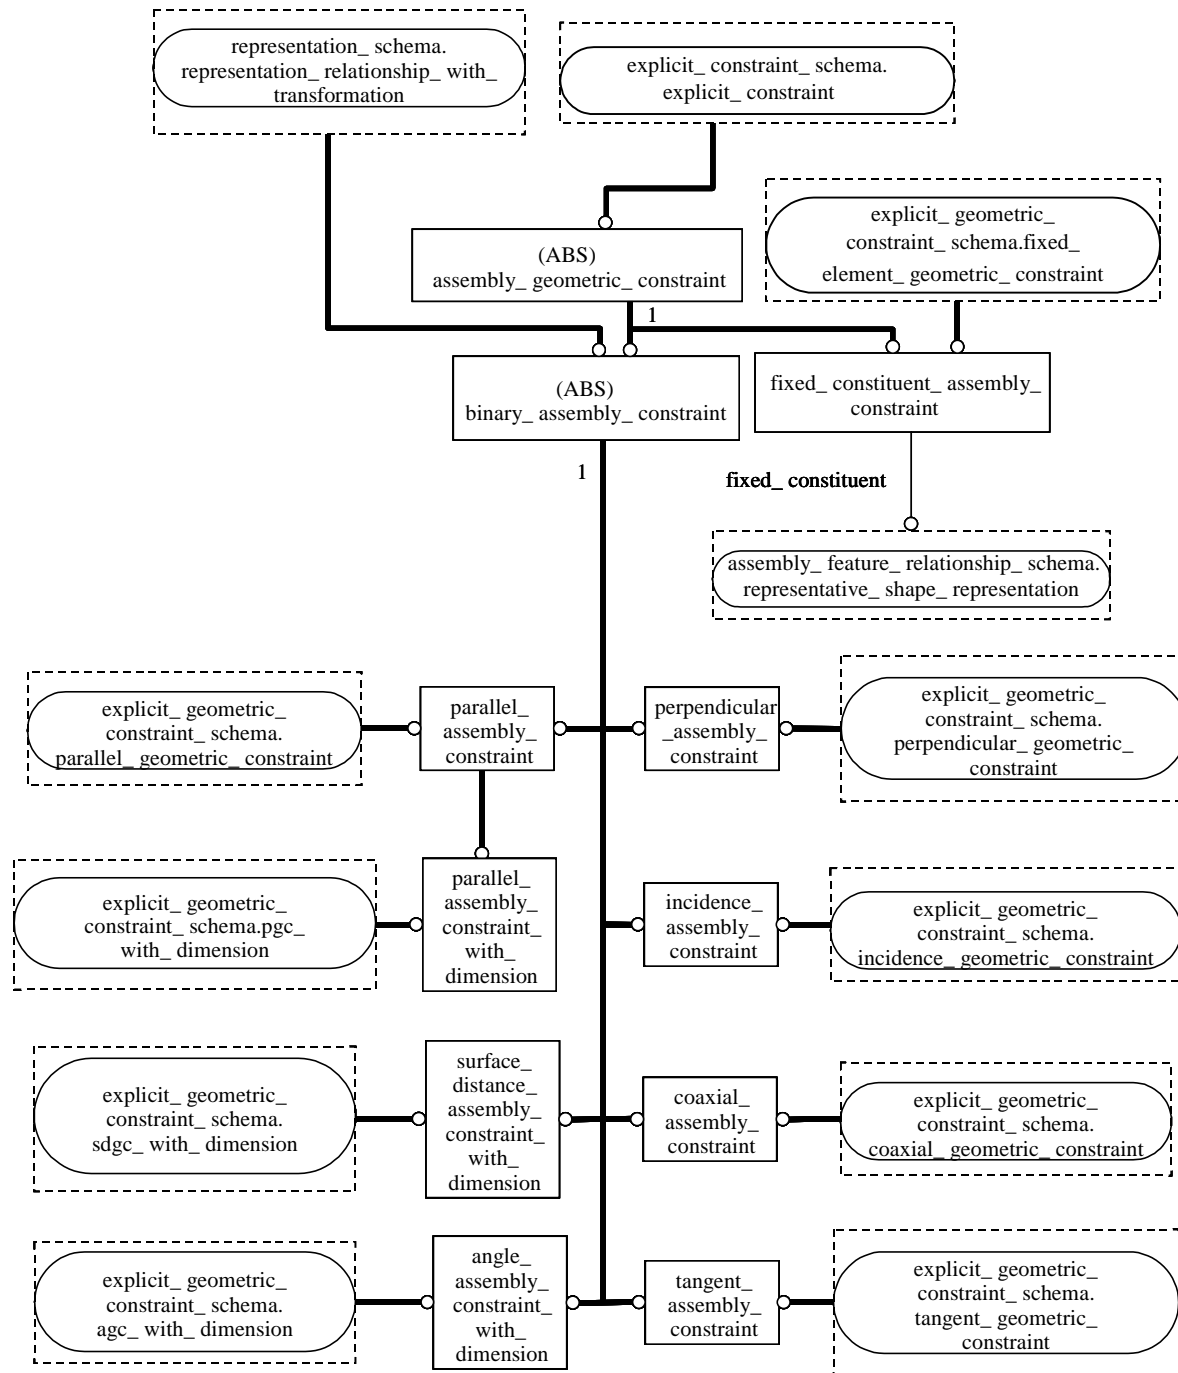 representation_ schema.
representation_ relationship_ with_
transformation
explicit_ constraint_ schema.
explicit_ constraint
explicit_ geometric_
constraint_ schema.fixed_
element_ geometric_ constraint
(ABS)
assembly_ geometric_ constraint
1
(ABS)
binary_ assembly_ constraint
fixed_ constituent_ assembly_
constraint
1
fixed_ constituent
assembly_ feature_ relationship_ schema.
representative_ shape_ representation
explicit_ geometric_
constraint_ schema.
parallel_ geometric_ constraint
parallel_
assembly_
constraint
perpendicular
_assembly_
constraint
explicit_ geometric_
constraint_ schema.
perpendicular_ geometric_
constraint
explicit_ geometric_
constraint_ schema.pgc_
with_ dimension
parallel_
assembly_
constraint_
with_
dimension
incidence_
assembly_
constraint
explicit_ geometric_
constraint_ schema.
incidence_ geometric_ constraint
explicit_ geometric_
constraint_ schema.
sdgc_ with_ dimension
surface_
distance_
assembly_
constraint_
with_
dimension
coaxial_
assembly_
constraint
explicit_ geometric_
constraint_ schema.
coaxial_ geometric_ constraint
explicit_ geometric_
constraint_ schema.
agc_ with_ dimension
angle_
assembly_
constraint_
with_
dimension
tangent_
assembly_
constraint
explicit_ geometric_
constraint_ schema.
tangent_ geometric_
constraint